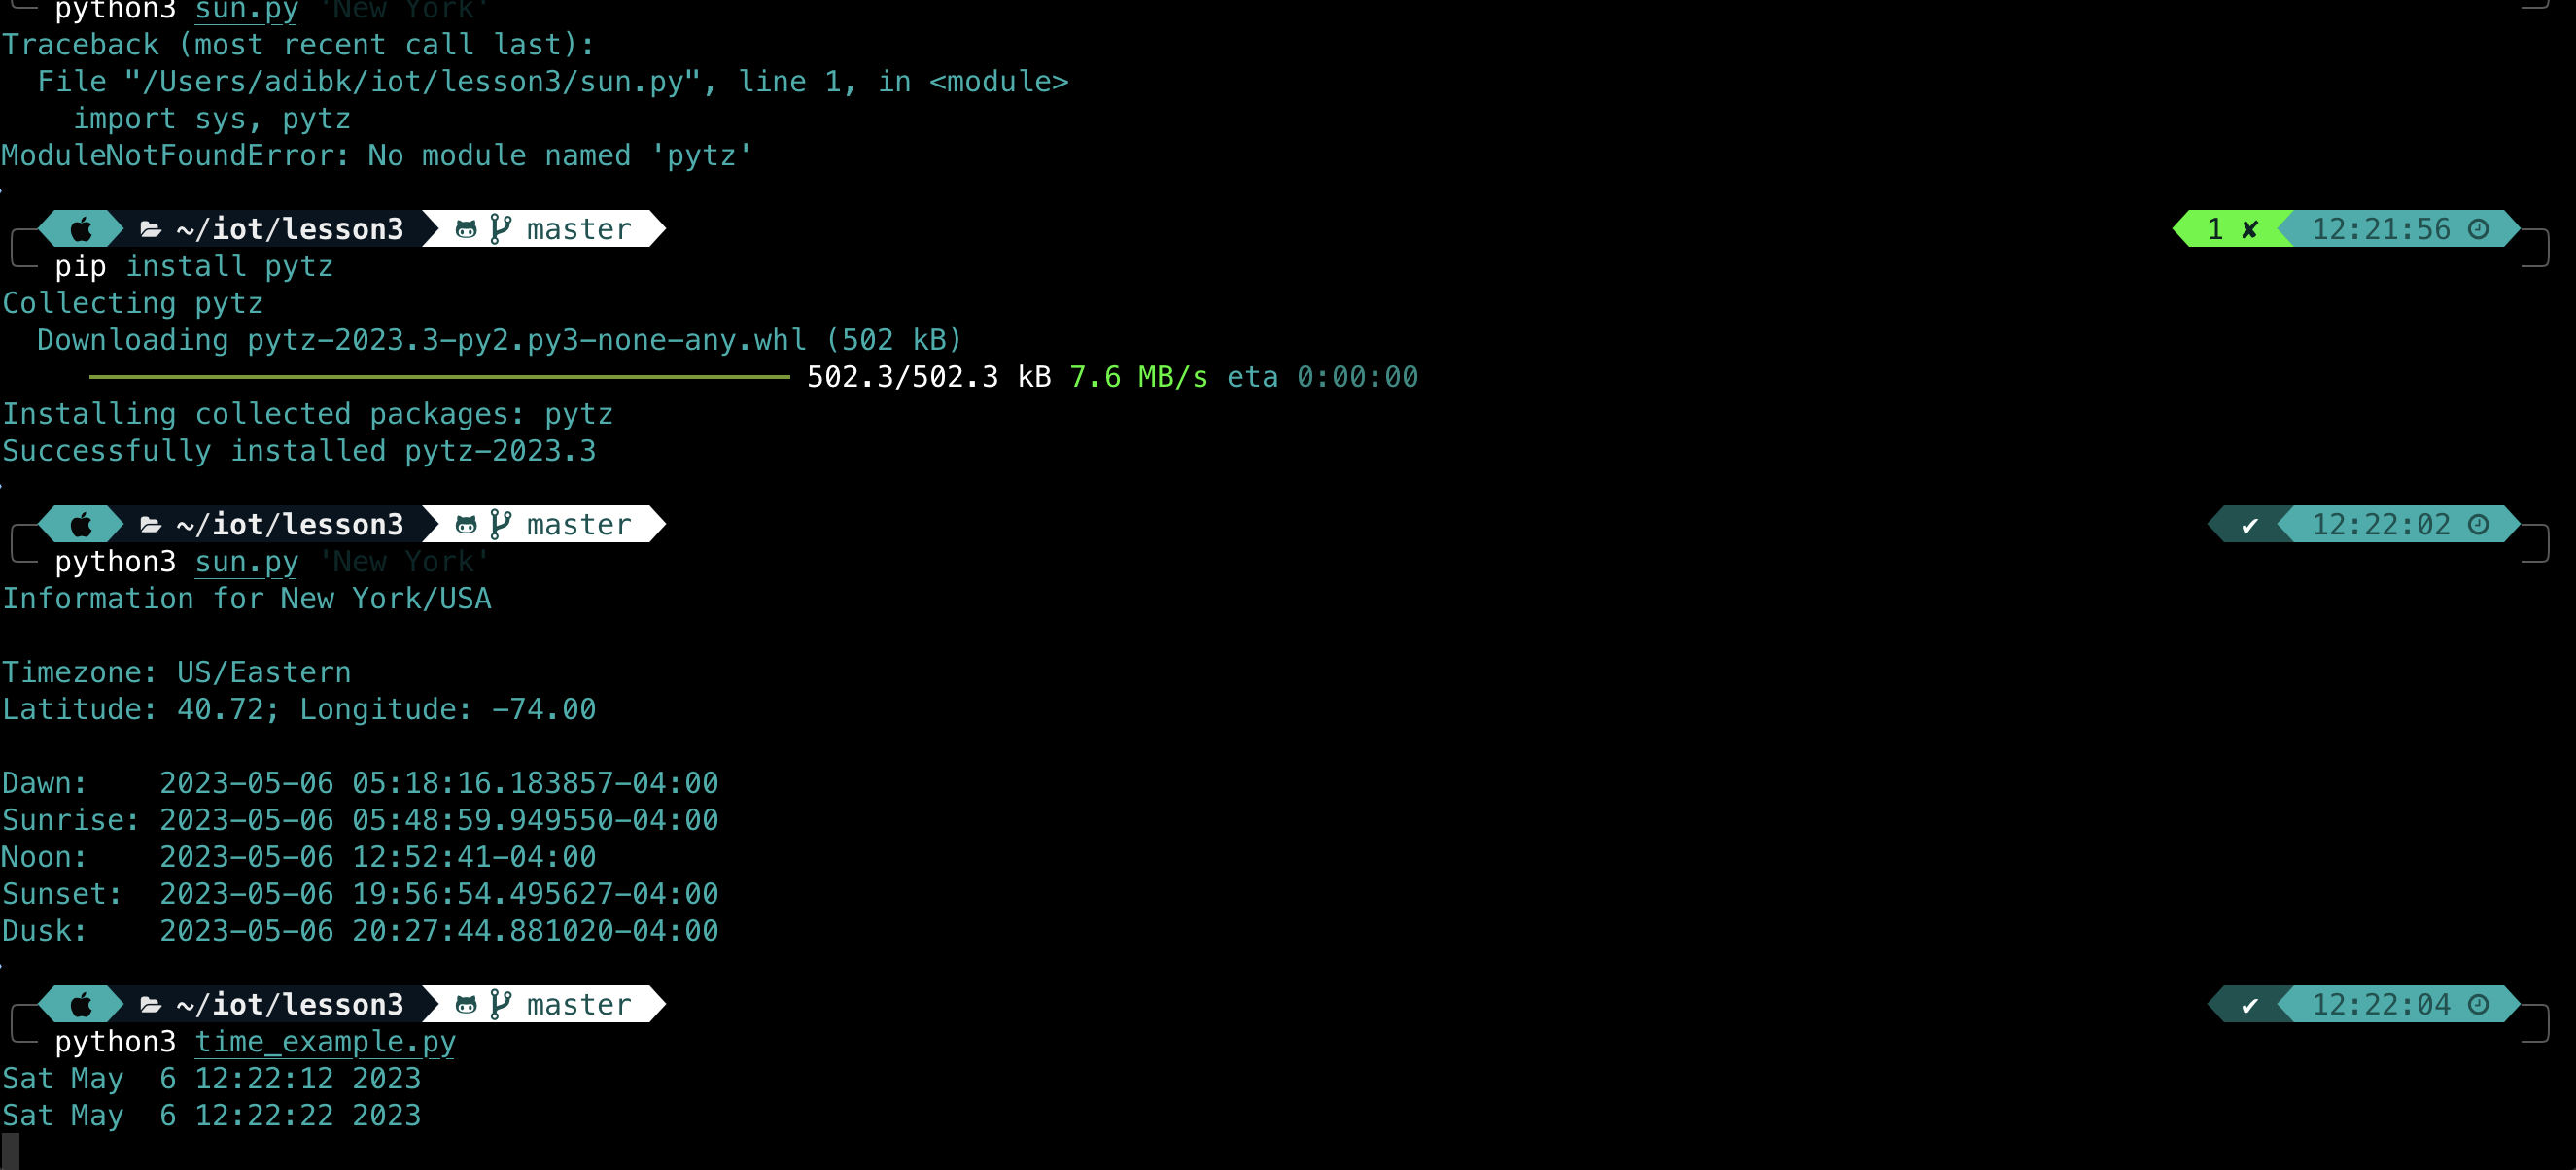 python3 sun.py 'New York'
Traceback (most recent call last):
  File "/Users/adibk/iot/lesson3/sun.py", line 1, in <module>
    import sys, pytz
ModuleNotFoundError: No module named 'pytz'
~/iot/lesson3 master 1 ✘ 12:21:56
pip install pytz
Collecting pytz
  Downloading pytz-2023.3-py2.py3-none-any.whl (502 kB)
502.3/502.3 kB 7.6 MB/s eta 0:00:00
Installing collected packages: pytz
Successfully installed pytz-2023.3
~/iot/lesson3 master ✔ 12:22:02
python3 sun.py 'New York'
Information for New York/USA
Timezone: US/Eastern
Latitude: 40.72; Longitude: -74.00
Dawn:    2023-05-06 05:18:16.183857-04:00
Sunrise: 2023-05-06 05:48:59.949550-04:00
Noon:    2023-05-06 12:52:41-04:00
Sunset:  2023-05-06 19:56:54.495627-04:00
Dusk:    2023-05-06 20:27:44.881020-04:00
~/iot/lesson3 master ✔ 12:22:04
python3 time_example.py
Sat May  6 12:22:12 2023
Sat May  6 12:22:22 2023